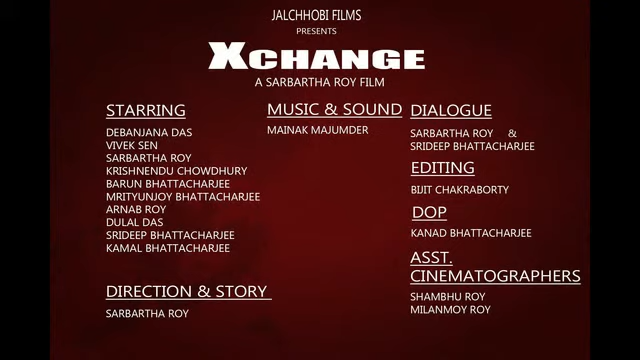 JALCHHOBI FILMS
PRESENTS
XCHANGE
A SARBARTHA ROY FILM
STARRING
DEBANJANA DAS
VIVEK SEN
SARBARTHA ROY
KRISHNENDU CHOWDHURY
BARUN BHATTACHARJEE
MRITYUNJOY BHATTACHARJEE
ARNAB ROY
DULAL DAS
SRIDEEP BHATTACHARJEE
KAMAL BHATTACHARJEE
DIRECTION & STORY
SARBARTHA ROY
MUSIC & SOUND
MAINAK MAJUMDER
DIALOGUE
SARBARTHA ROY &
SRIDEEP BHATTACHARJEE
EDITING
BIJIT CHAKRABORTY
DOP
KANAD BHATTACHARJEE
ASST.
CINEMATOGRAPHERS
SHAMBHU ROY
MILANMOY ROY